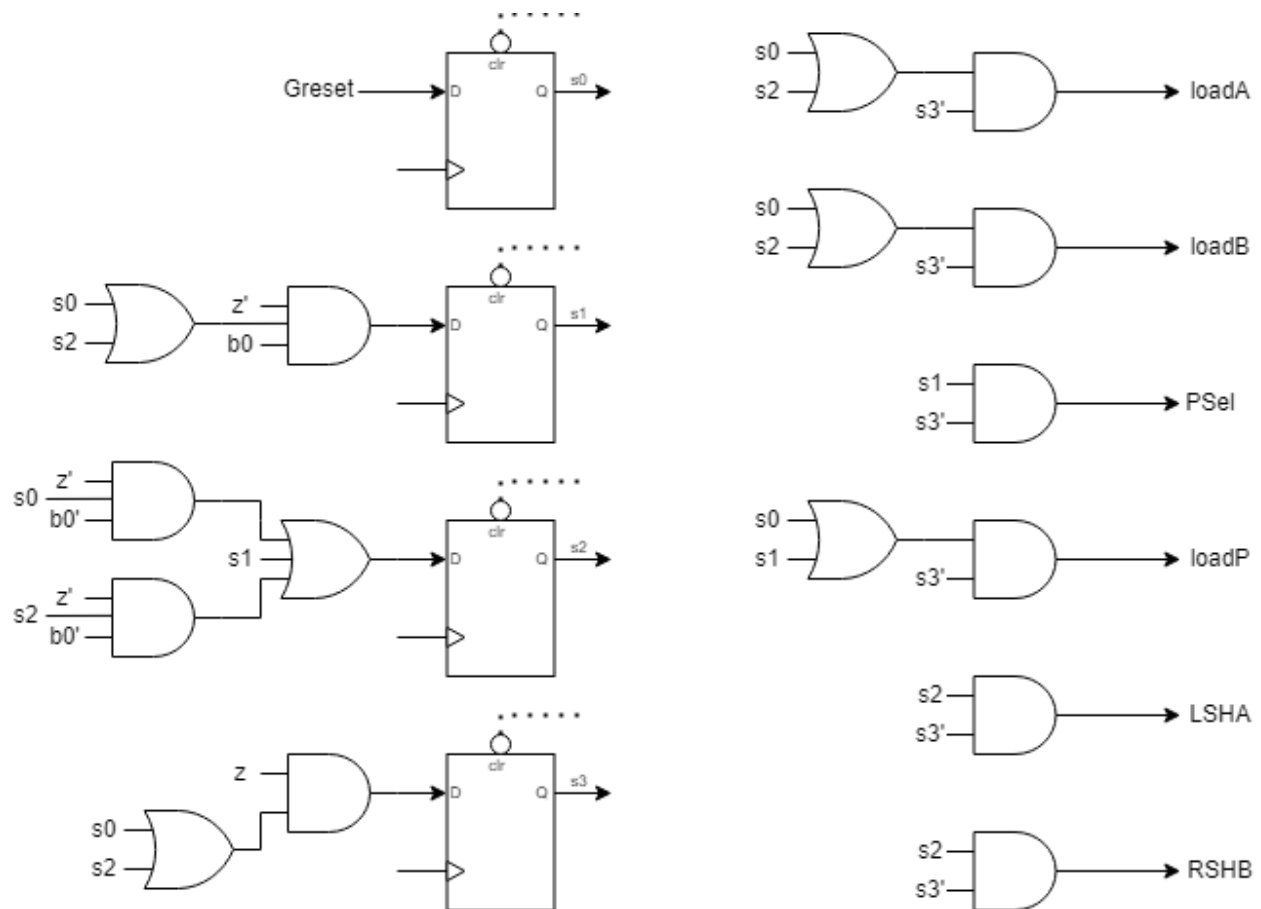 Greset
clr
D
Q
s0
s0
s2
z'
b0
clr
D
Q
s1
s0
z'
b0'
s2
z'
b0'
s1
clr
D
Q
s2
z
s0
s2
clr
D
Q
s3
s0
s2
s3'
loadA
s0
s2
s3'
loadB
s1
s3'
PSel
s0
s1
s3'
loadP
s2
s3'
LSHA
s2
s3'
RSHB